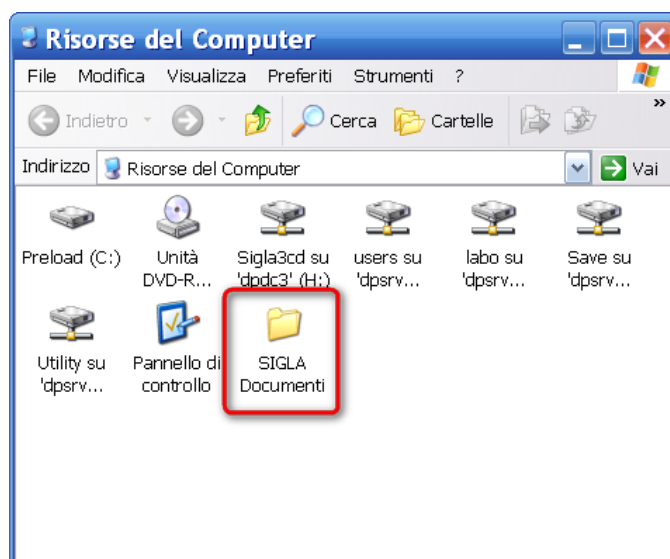 Risorse del Computer
File Modifica Visualizza Preferiti Strumenti ?
Indietro Cerca Cartelle »
Indirizzo Risorse del Computer Vai
Preload (C:) Unità Sigla3cd su users su labo su Save su
DVD-R... 'dpdc3' (H:) 'dpsrv... 'dpsrv... 'dpsrv...
Utility su Pannello di SIGLA
'dpsrv... controllo Documenti